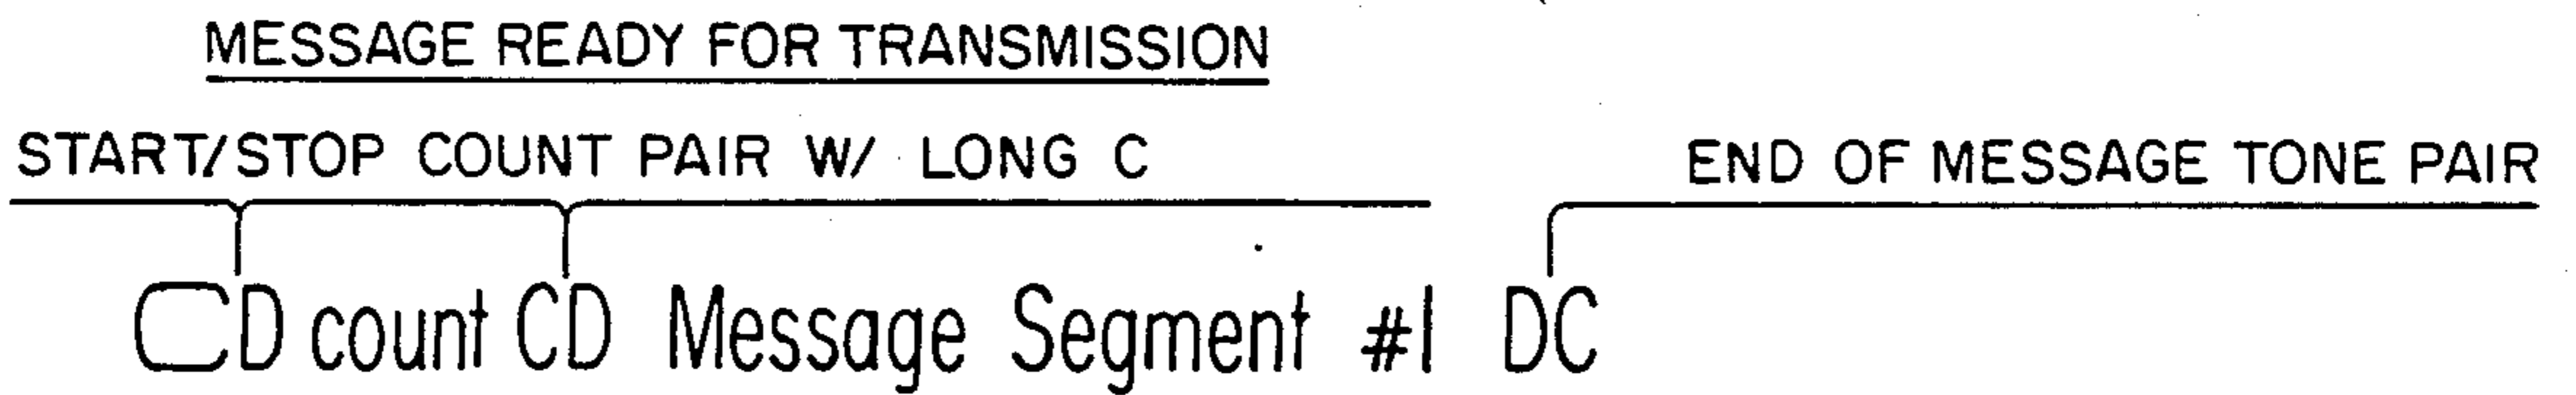 MESSAGE READY FOR TRANSMISSION
START/STOP COUNT PAIR W/ LONG C END OF MESSAGE TONE PAIR
CD count CD Message Segment #1 DC